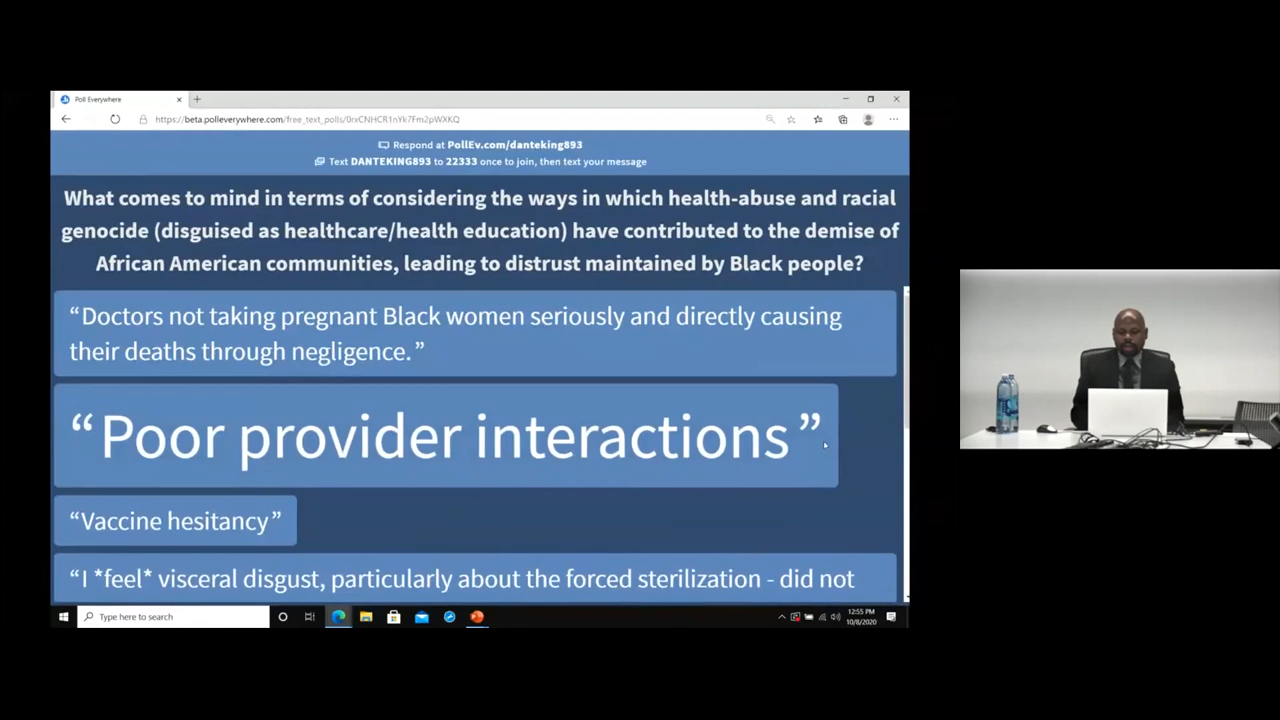 Poll Everywhere
https://beta.polleverywhere.com/free_text_polls/0rxCNHCR1nYk7Fm2pWXKQ
Respond at PollEv.com/danteking893
Text DANTEKING893 to 22333 once to join, then text your message
What comes to mind in terms of considering the ways in which health-abuse and racial
genocide (disguised as healthcare/health education) have contributed to the demise of
African American communities, leading to distrust maintained by Black people?
“Doctors not taking pregnant Black women seriously and directly causing
their deaths through negligence.”
“Poor provider interactions”
“Vaccine hesitancy”
“I *feel* visceral disgust, particularly about the forced sterilization - did not
Type here to search
12:55 PM
10/8/2020